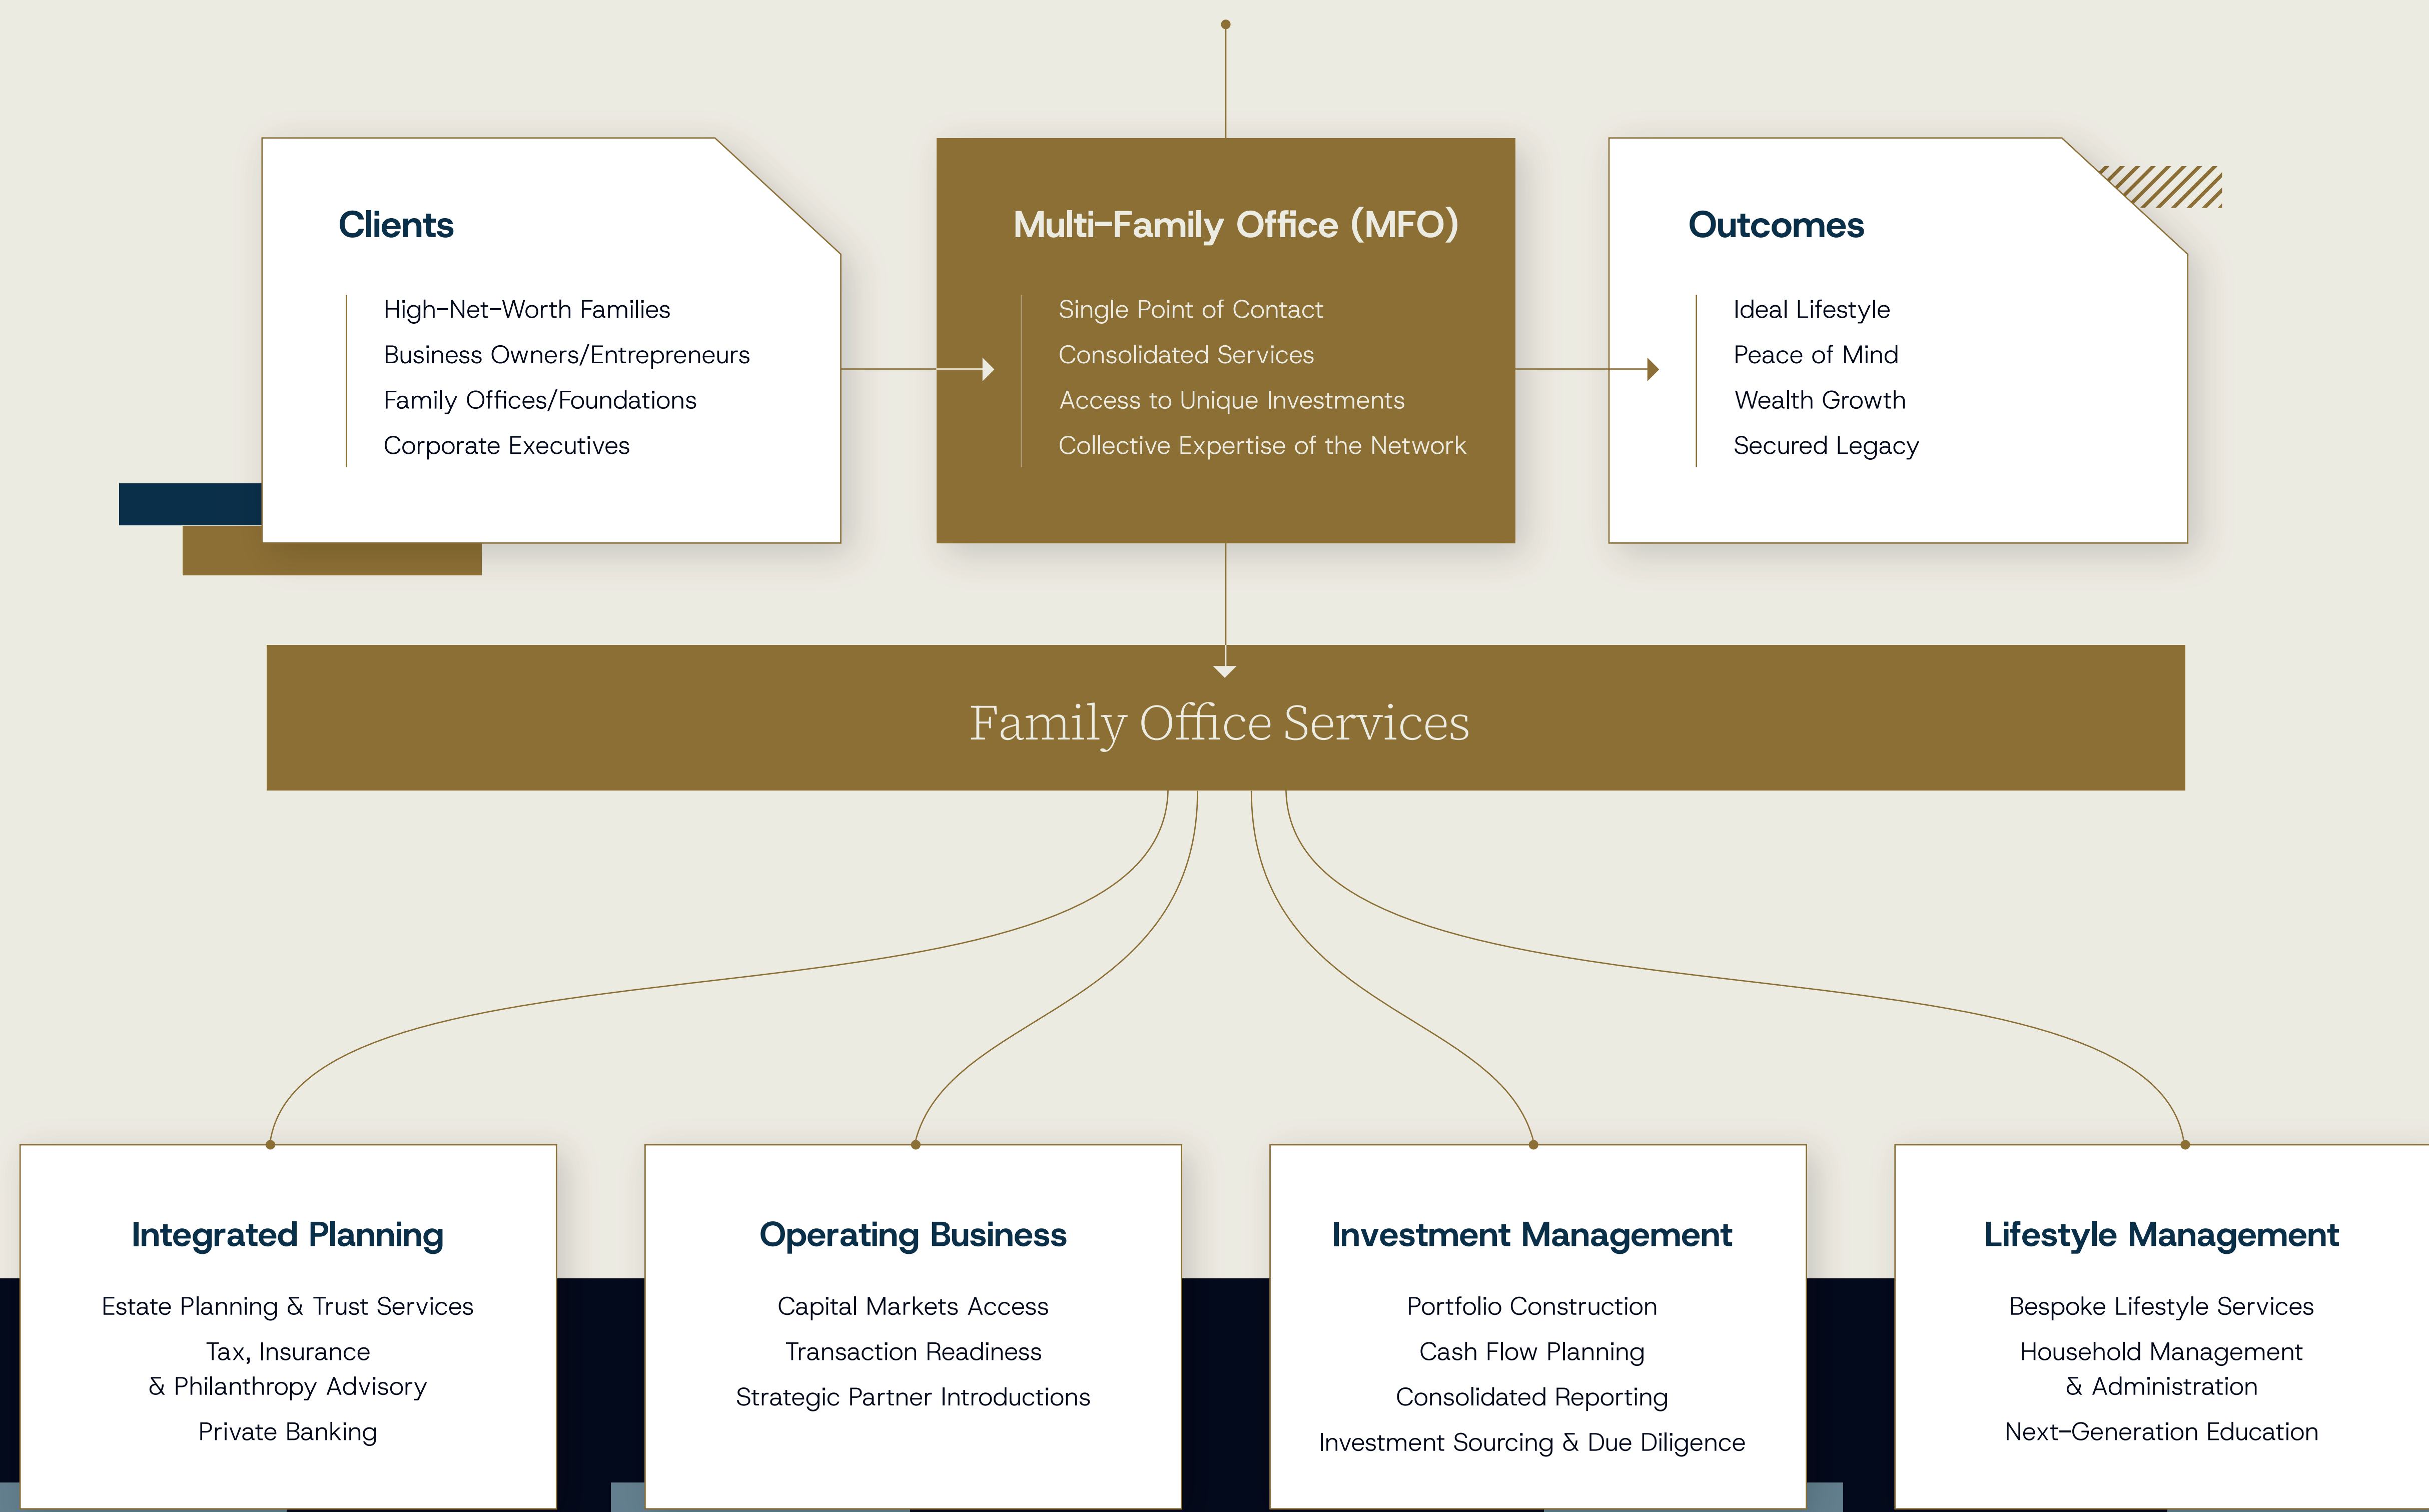 Clients
High-Net-Worth Families
Business Owners/Entrepreneurs
Family Offices/Foundations
Corporate Executives
Multi-Family Office (MFO)
Single Point of Contact
Consolidated Services
Access to Unique Investments
Collective Expertise of the Network
Outcomes
Ideal Lifestyle
Peace of Mind
Wealth Growth
Secured Legacy
Family Office Services
Integrated Planning
Estate Planning & Trust Services
Tax, Insurance
& Philanthropy Advisory
Private Banking
Operating Business
Capital Markets Access
Transaction Readiness
Strategic Partner Introductions
Investment Management
Portfolio Construction
Cash Flow Planning
Consolidated Reporting
Investment Sourcing & Due Diligence
Lifestyle Management
Bespoke Lifestyle Services
Household Management
& Administration
Next-Generation Education